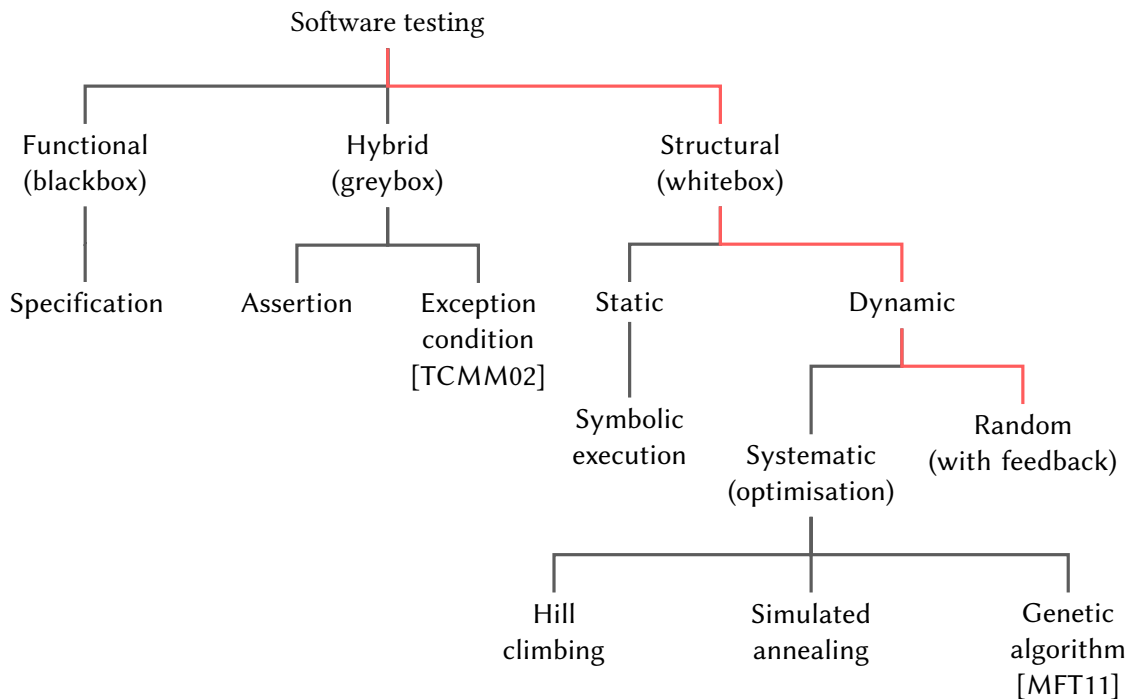 Software testing
Functional
(blackbox)
Hybrid
(greybox)
Structural
(whitebox)
Specification
Assertion
Exception
condition
[TCMM02]
Static
Dynamic
Symbolic
execution
Systematic
(optimisation)
Random
(with feedback)
Hill
climbing
Simulated
annealing
Genetic
algorithm
[MFT11]